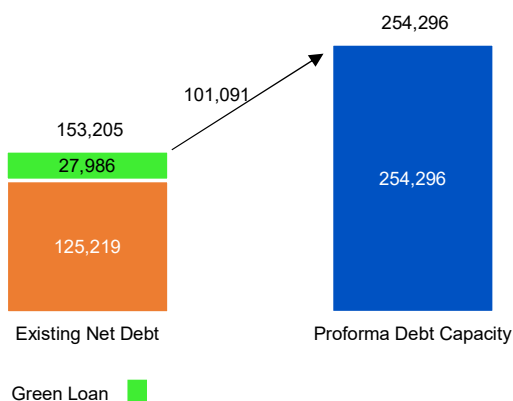 254,296
101,091
153,205
27,986
254,296
125,219
Existing Net Debt
Proforma Debt Capacity
Green Loan